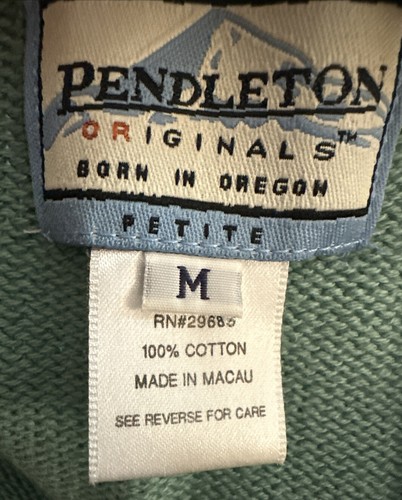 PENDLETON
ORIGINALS™
BORN IN OREGON
PETITE
M
RN#29685
100% COTTON
MADE IN MACAU
SEE REVERSE FOR CARE